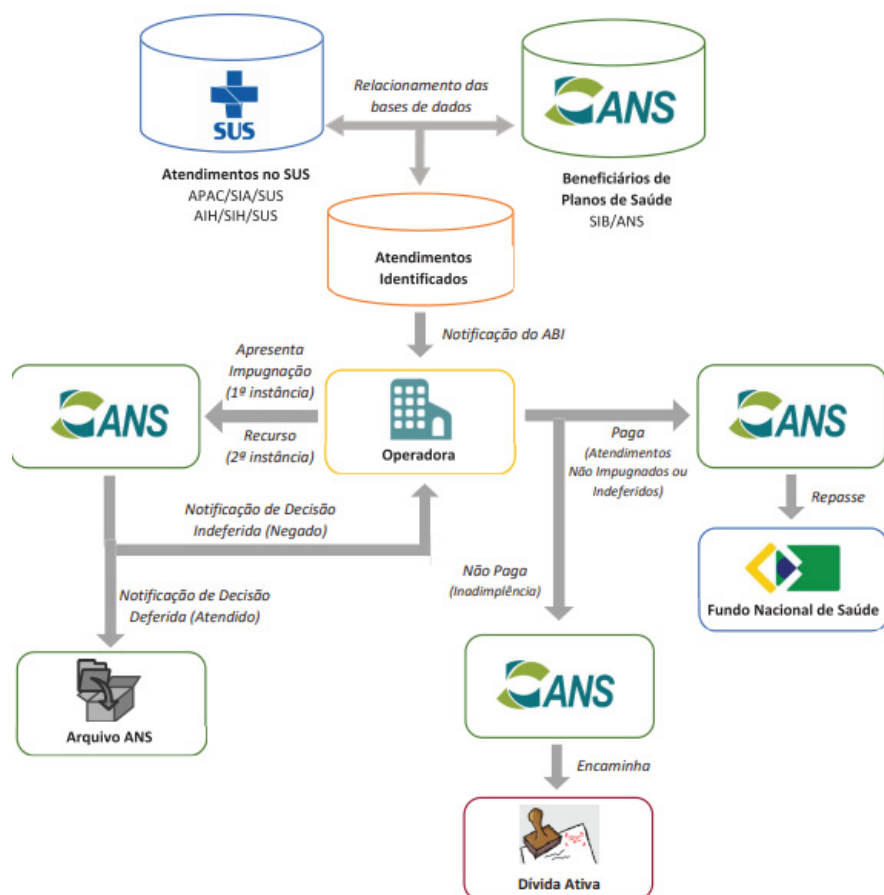 Relacionamento das
bases de dados
SUS
ANS
Atendimentos no SUS
APAC/SIA/SUS
AIH/SIH/SUS
Beneficiários de
Planos de Saúde
SIB/ANS
Atendimentos
Identificados
Notificação do ABI
Apresenta
Impugnação
(1ª instância)
Recurso
(2ª instância)
ANS
Operadora
Paga
(Atendimentos
Não Impugnados ou
Indeferidos)
ANS
Repasse
Notificação de Decisão
Indeferida (Negado)
Não Paga
(Inadimplência)
Fundo Nacional de Saúde
Notificação de Decisão
Deferida (Atendido)
ANS
Arquivo ANS
Encaminha
Dívida Ativa